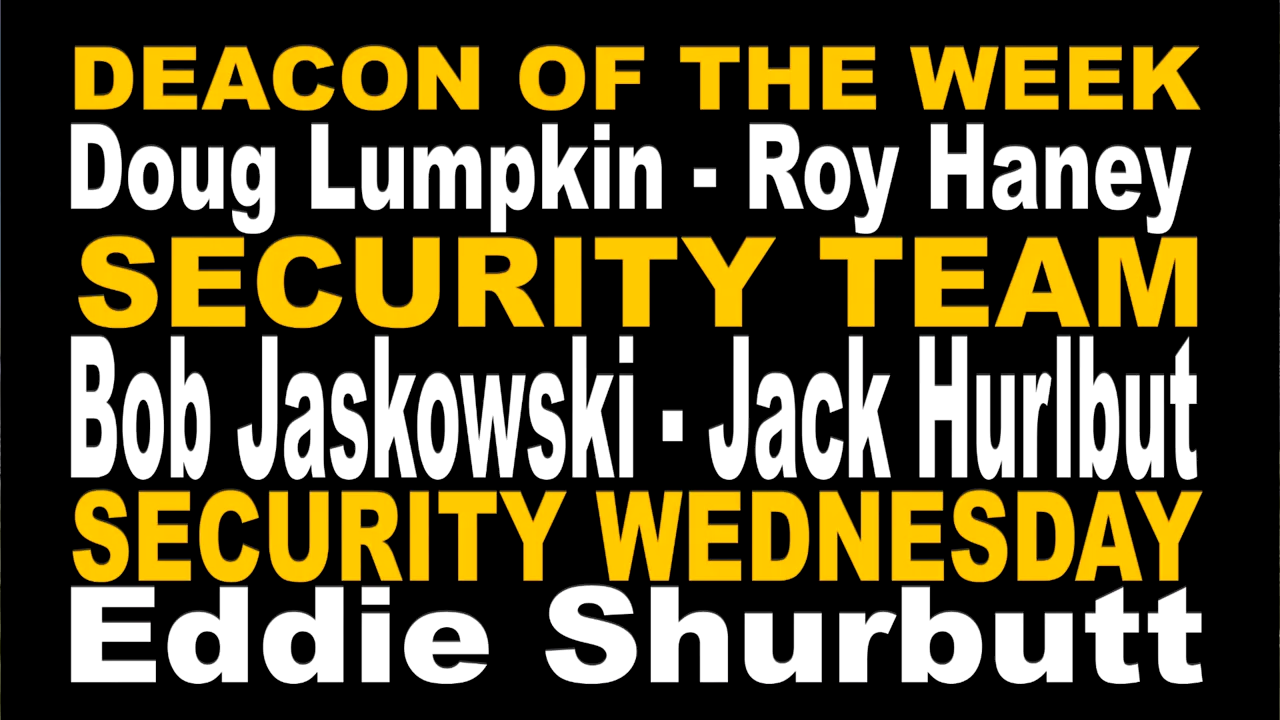 DEACON OF THE WEEK
Doug Lumpkin - Roy Haney
SECURITY TEAM
Bob Jaskowski - Jack Hurlbut
SECURITY WEDNESDAY
Eddie Shurbutt